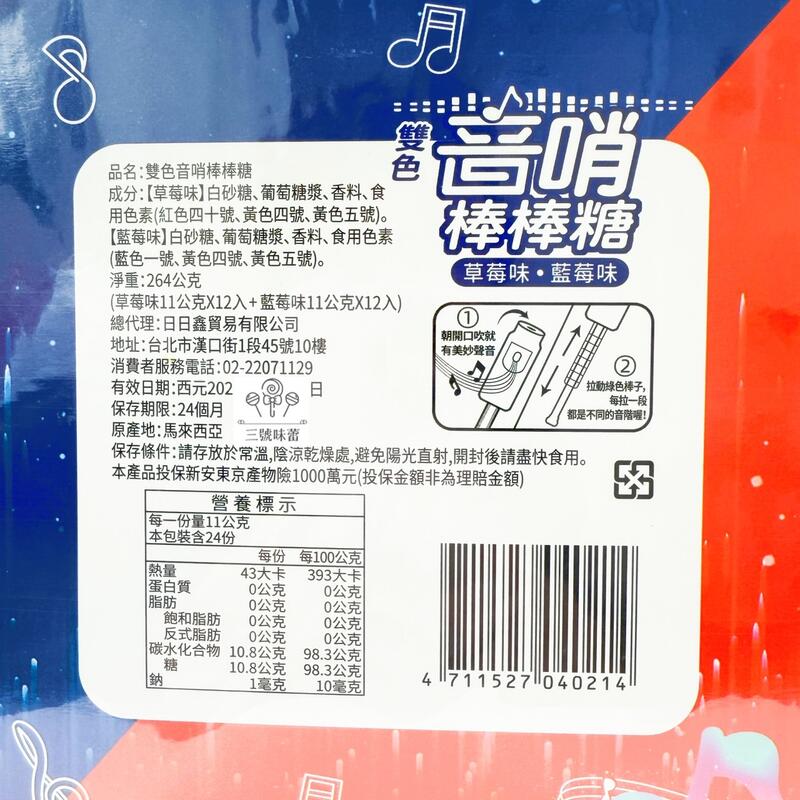 雙色
音哨
棒棒糖
草莓味・藍莓味
品名:雙色音哨棒棒糖
成分:【草莓味】白砂糖、葡萄糖漿、香料、食
用色素(紅色四十號、黃色四號、黃色五號)。
【藍莓味】白砂糖、葡萄糖漿、香料、食用色素
(藍色一號、黃色四號、黃色五號)。
淨重:264公克
(草莓味11公克X12入+藍莓味11公克X12入)
總代理:日日鑫貿易有限公司
地址:台北市漢口街1段45號10樓
消費者服務電話:02-22071129
有效日期:西元202 日
保存期限:24個月
原產地:馬來西亞
三號味蕾
保存條件:請存放於常溫,陰涼乾燥處,避免陽光直射,開封後請盡快食用。
本產品投保新安東京產物險1000萬元(投保金額非為理賠金額)
①
朝開口吹就
有美妙聲音
②
拉動綠色棒子,
每拉一段
都是不同的音階喔!
營養標示
每一份量11公克
本包裝含24份
每份 每100公克
熱量 43大卡 393大卡
蛋白質 0公克 0公克
脂肪 0公克 0公克
飽和脂肪 0公克 0公克
反式脂肪 0公克 0公克
碳水化合物 10.8公克 98.3公克
糖 10.8公克 98.3公克
鈉 1毫克 10毫克
4 711527 040214